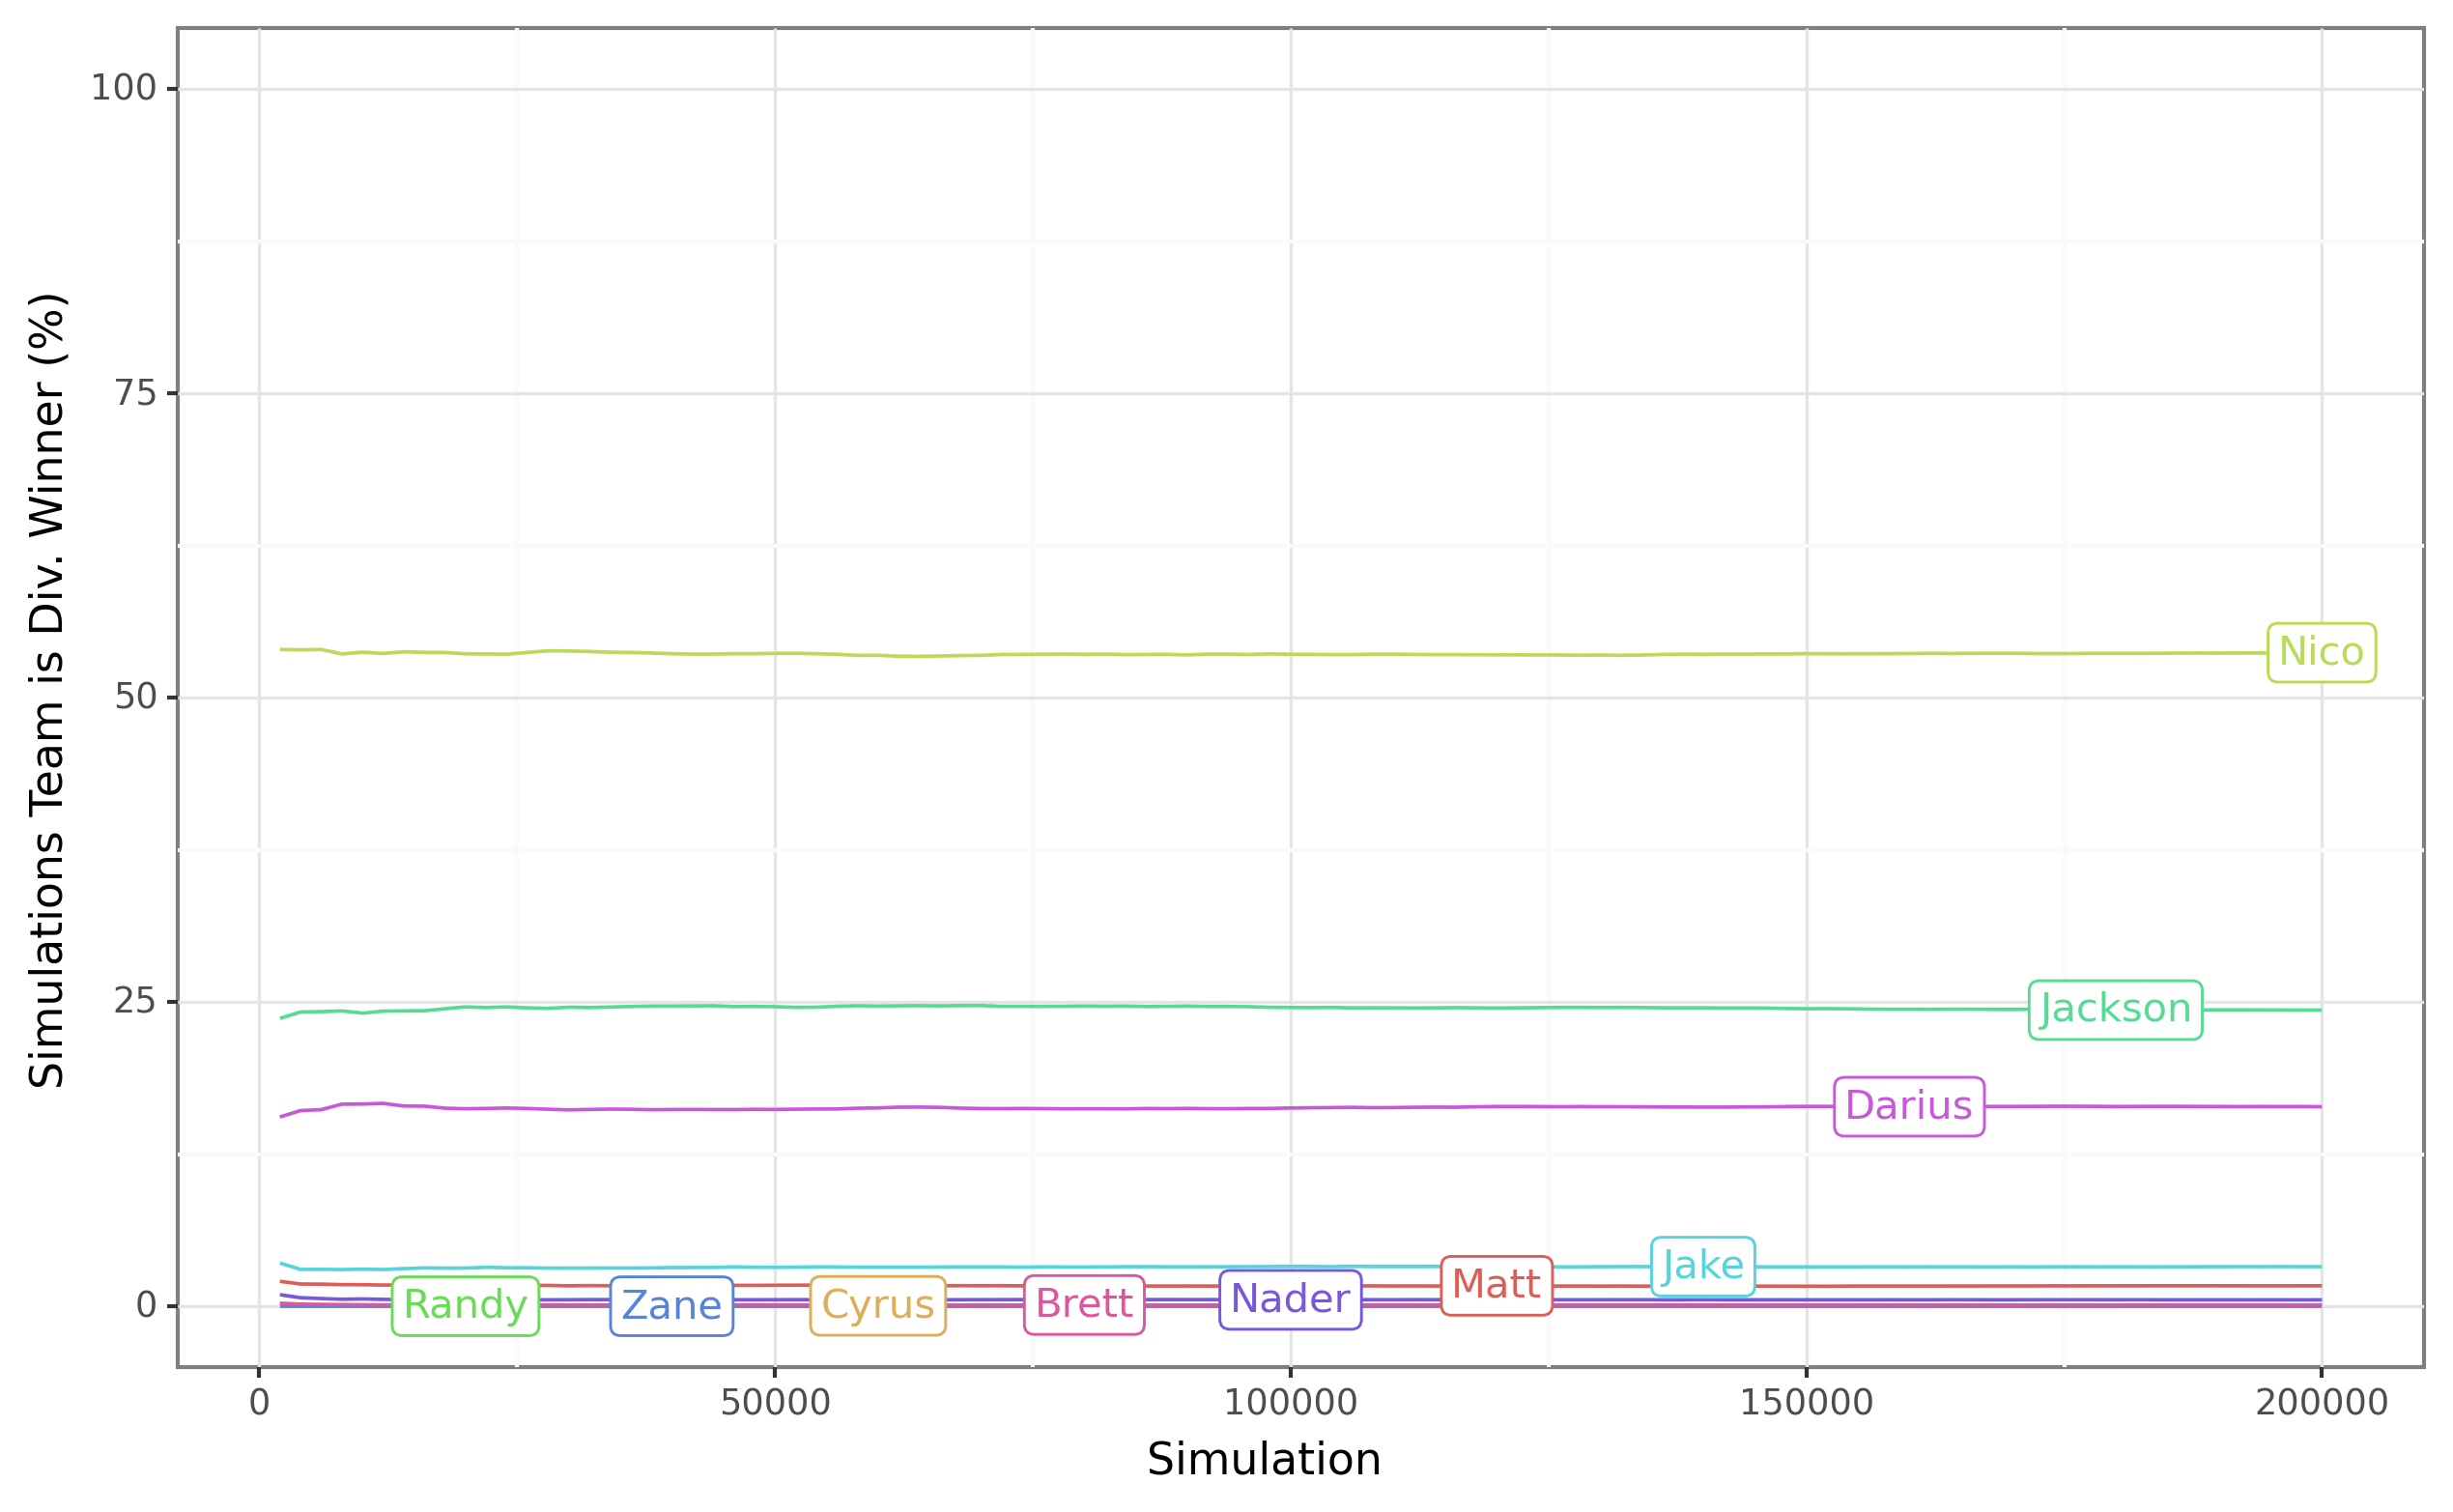 Simulations Team is Div. Winner (%)
100
75
50
25
0
Nico
Jackson
Darius
Jake
Matt
Nader
Brett
Cyrus
Zane
Randy
0 50000 100000 150000 200000
Simulation